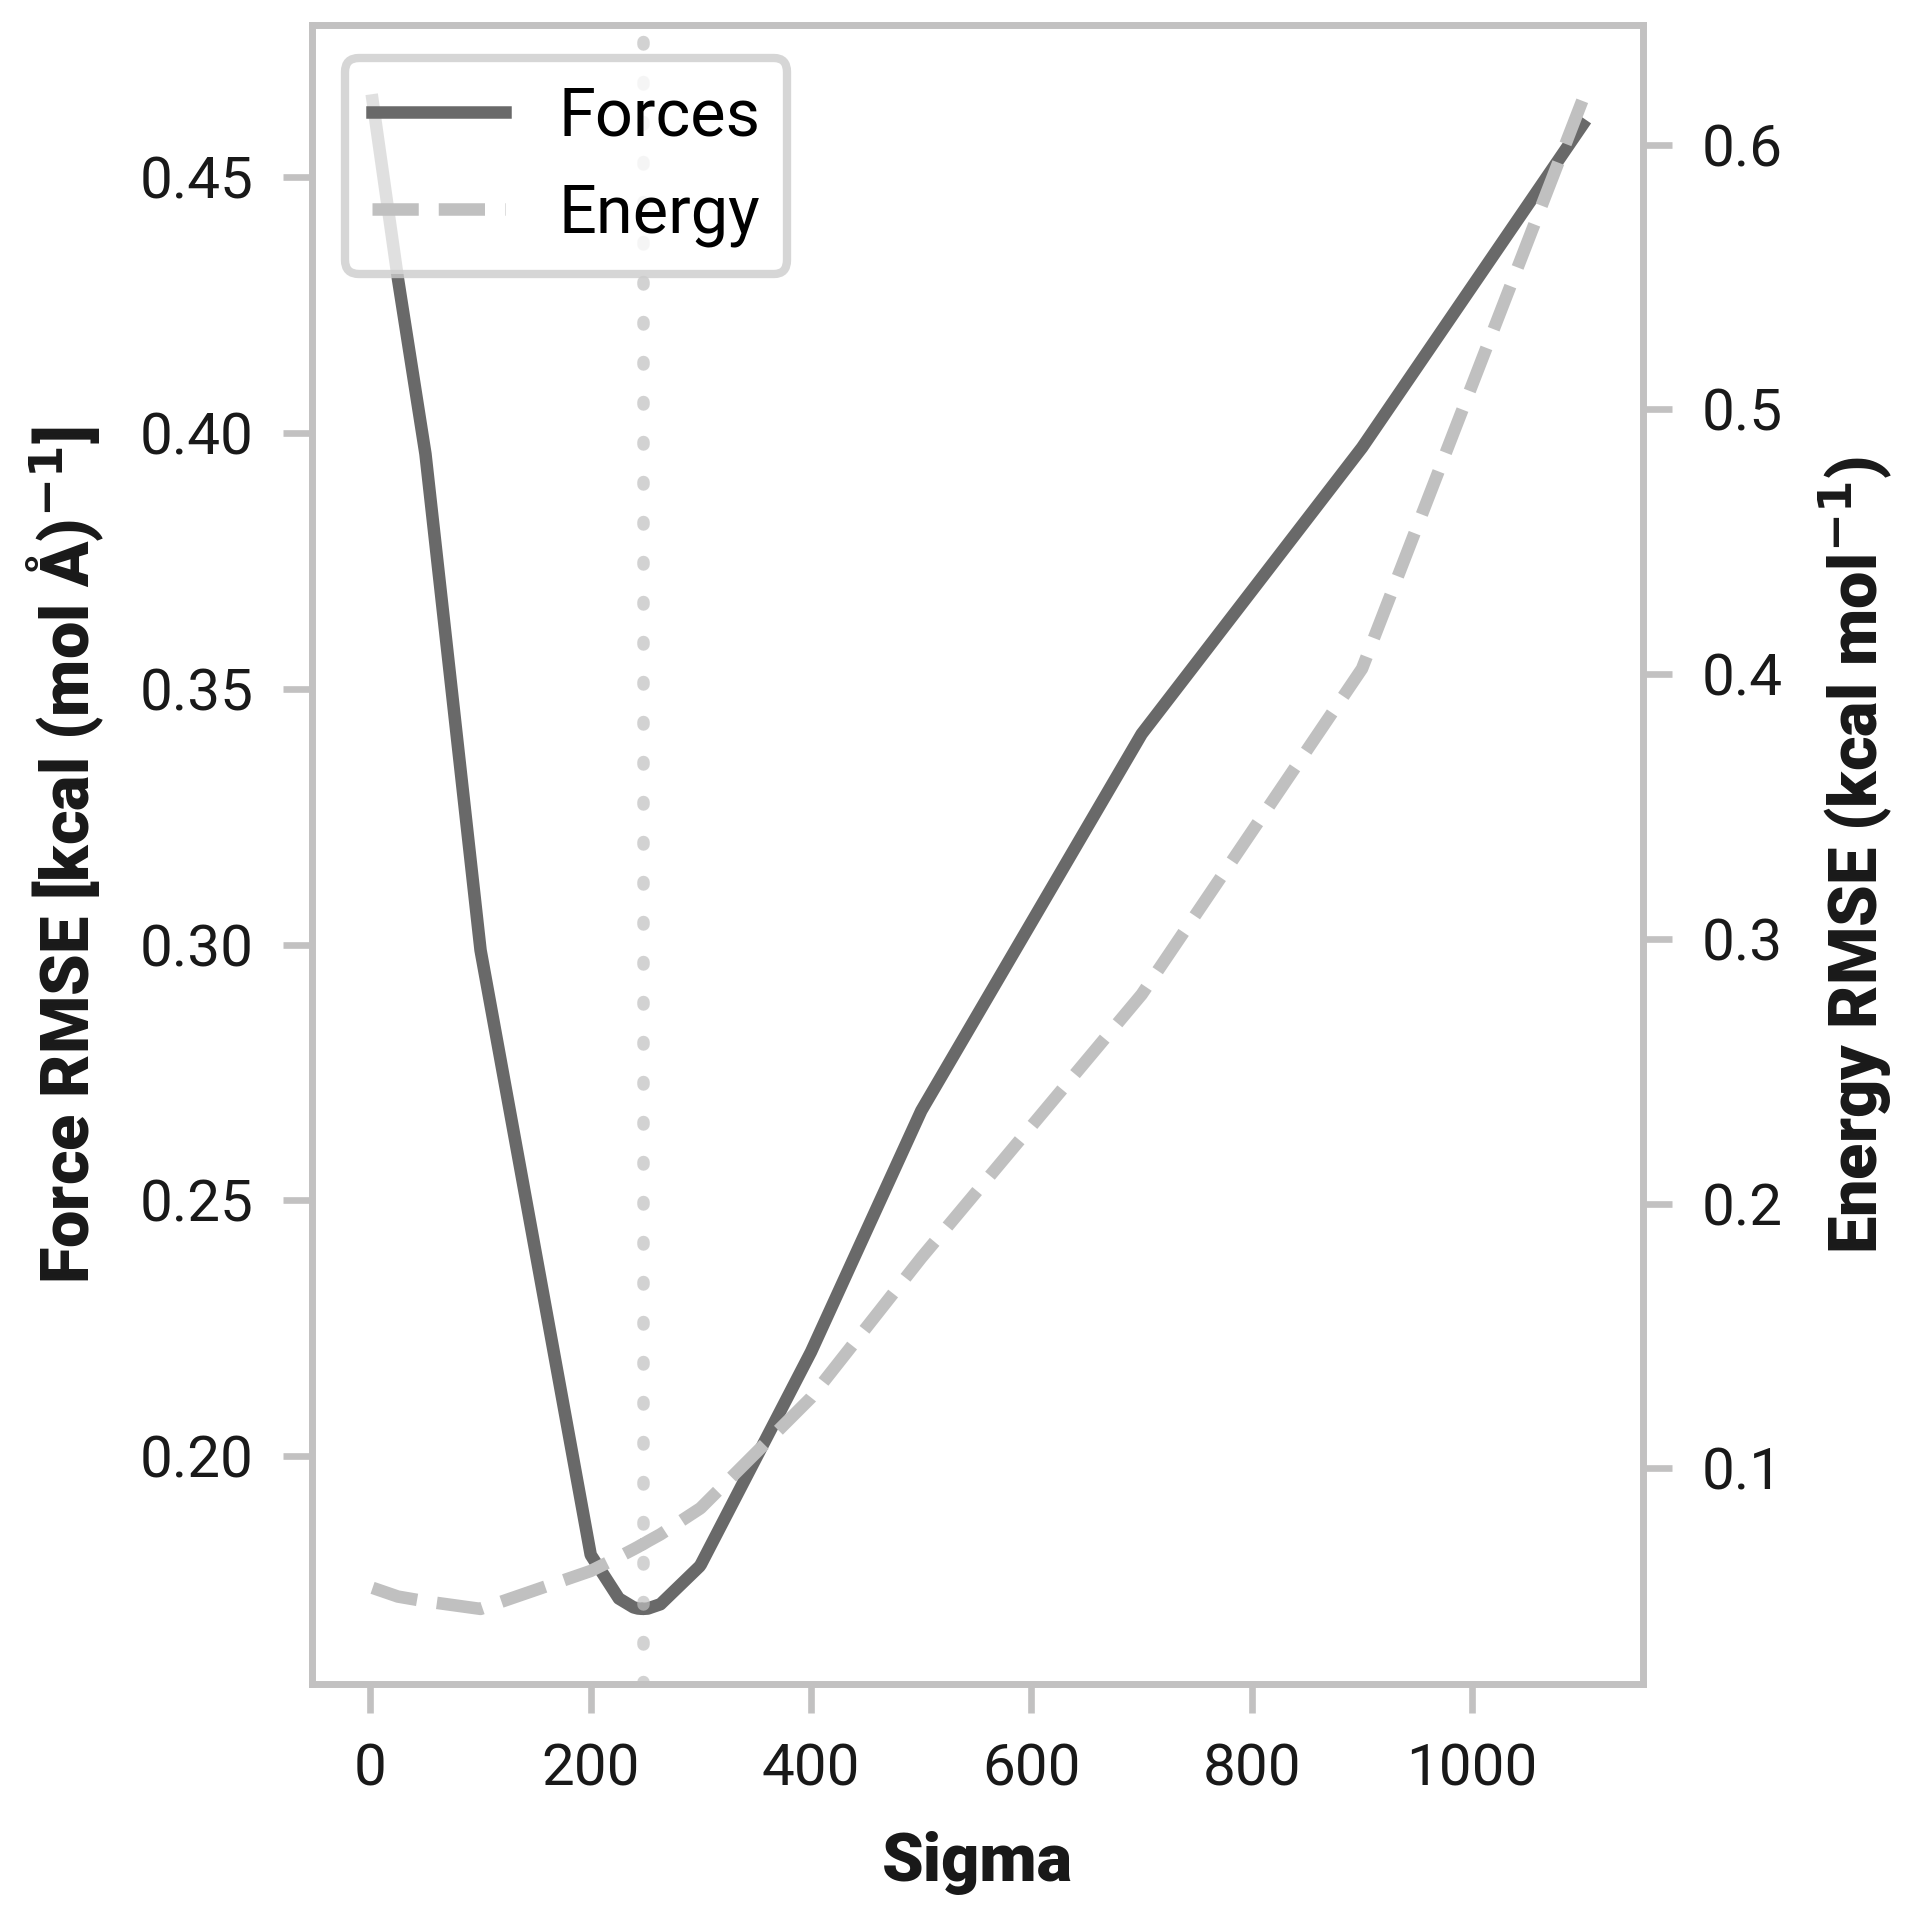 Forces
Energy
0.45
0.40
0.35
0.30
0.25
0.20
Force RMSE [kcal (mol Å)⁻¹]
0.6
0.5
0.4
0.3
0.2
0.1
Energy RMSE (kcal mol⁻¹)
0 200 400 600 800 1000
Sigma